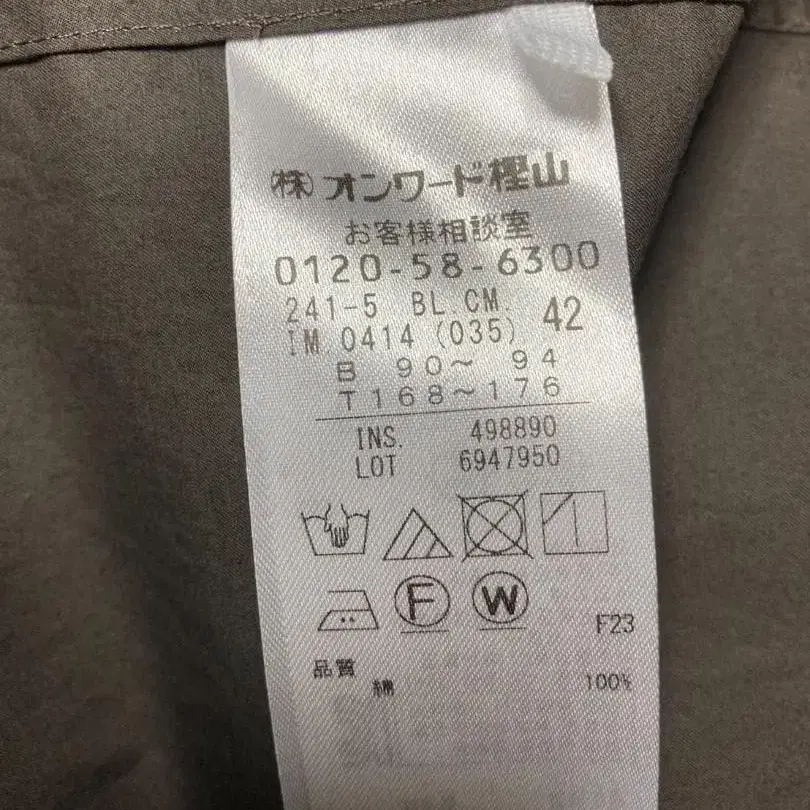 ㈱オンワード樫山
お客様相談室
0120-58-6300
241-5 BL.CM. 42
IM.0414 (035)
B 90～ 94
T168～176
INS. 498890
LOT 6947950
F W
F23
品質
綿 100%